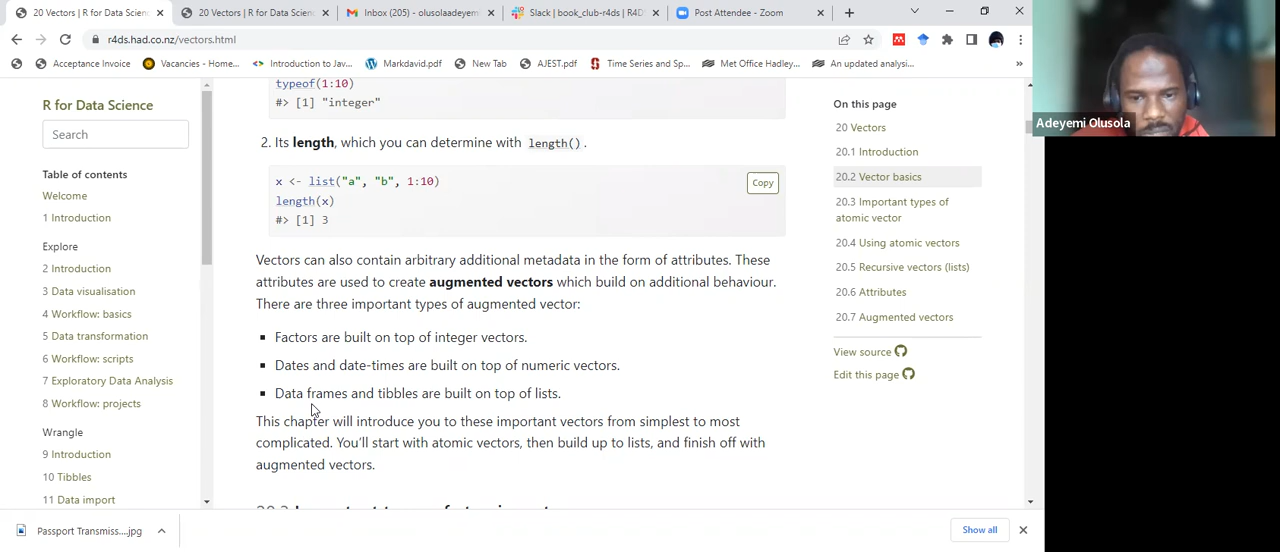 20 Vectors | R for Data Scienc
20 Vectors | R for Data Scienc
Inbox (205) - olusolaadeyem
Slack | book_club-r4ds | R4D
Post Attendee - Zoom
r4ds.had.co.nz/vectors.html
Acceptance Invoice
Vacancies - Home...
Introduction to Jav...
Markdavid.pdf
New Tab
AJEST.pdf
Time Series and Sp...
Met Office Hadley...
An updated analysi...
»
R for Data Science
Search
Table of contents
Welcome
1 Introduction
Explore
2 Introduction
3 Data visualisation
4 Workflow: basics
5 Data transformation
6 Workflow: scripts
7 Exploratory Data Analysis
8 Workflow: projects
Wrangle
9 Introduction
10 Tibbles
11 Data import
typeof(1:10)
#> [1] "integer"
2. Its length, which you can determine with length().
x <- list("a", "b", 1:10)
length(x)
#> [1] 3
Copy
Vectors can also contain arbitrary additional metadata in the form of attributes. These
attributes are used to create augmented vectors which build on additional behaviour.
There are three important types of augmented vector:
Factors are built on top of integer vectors.
Dates and date-times are built on top of numeric vectors.
Data frames and tibbles are built on top of lists.
This chapter will introduce you to these important vectors from simplest to most
complicated. You'll start with atomic vectors, then build up to lists, and finish off with
augmented vectors.
On this page
20 Vectors
20.1 Introduction
20.2 Vector basics
20.3 Important types of
atomic vector
20.4 Using atomic vectors
20.5 Recursive vectors (lists)
20.6 Attributes
20.7 Augmented vectors
View source
Edit this page
Adeyemi Olusola
Passport Transmiss....jpg
Show all